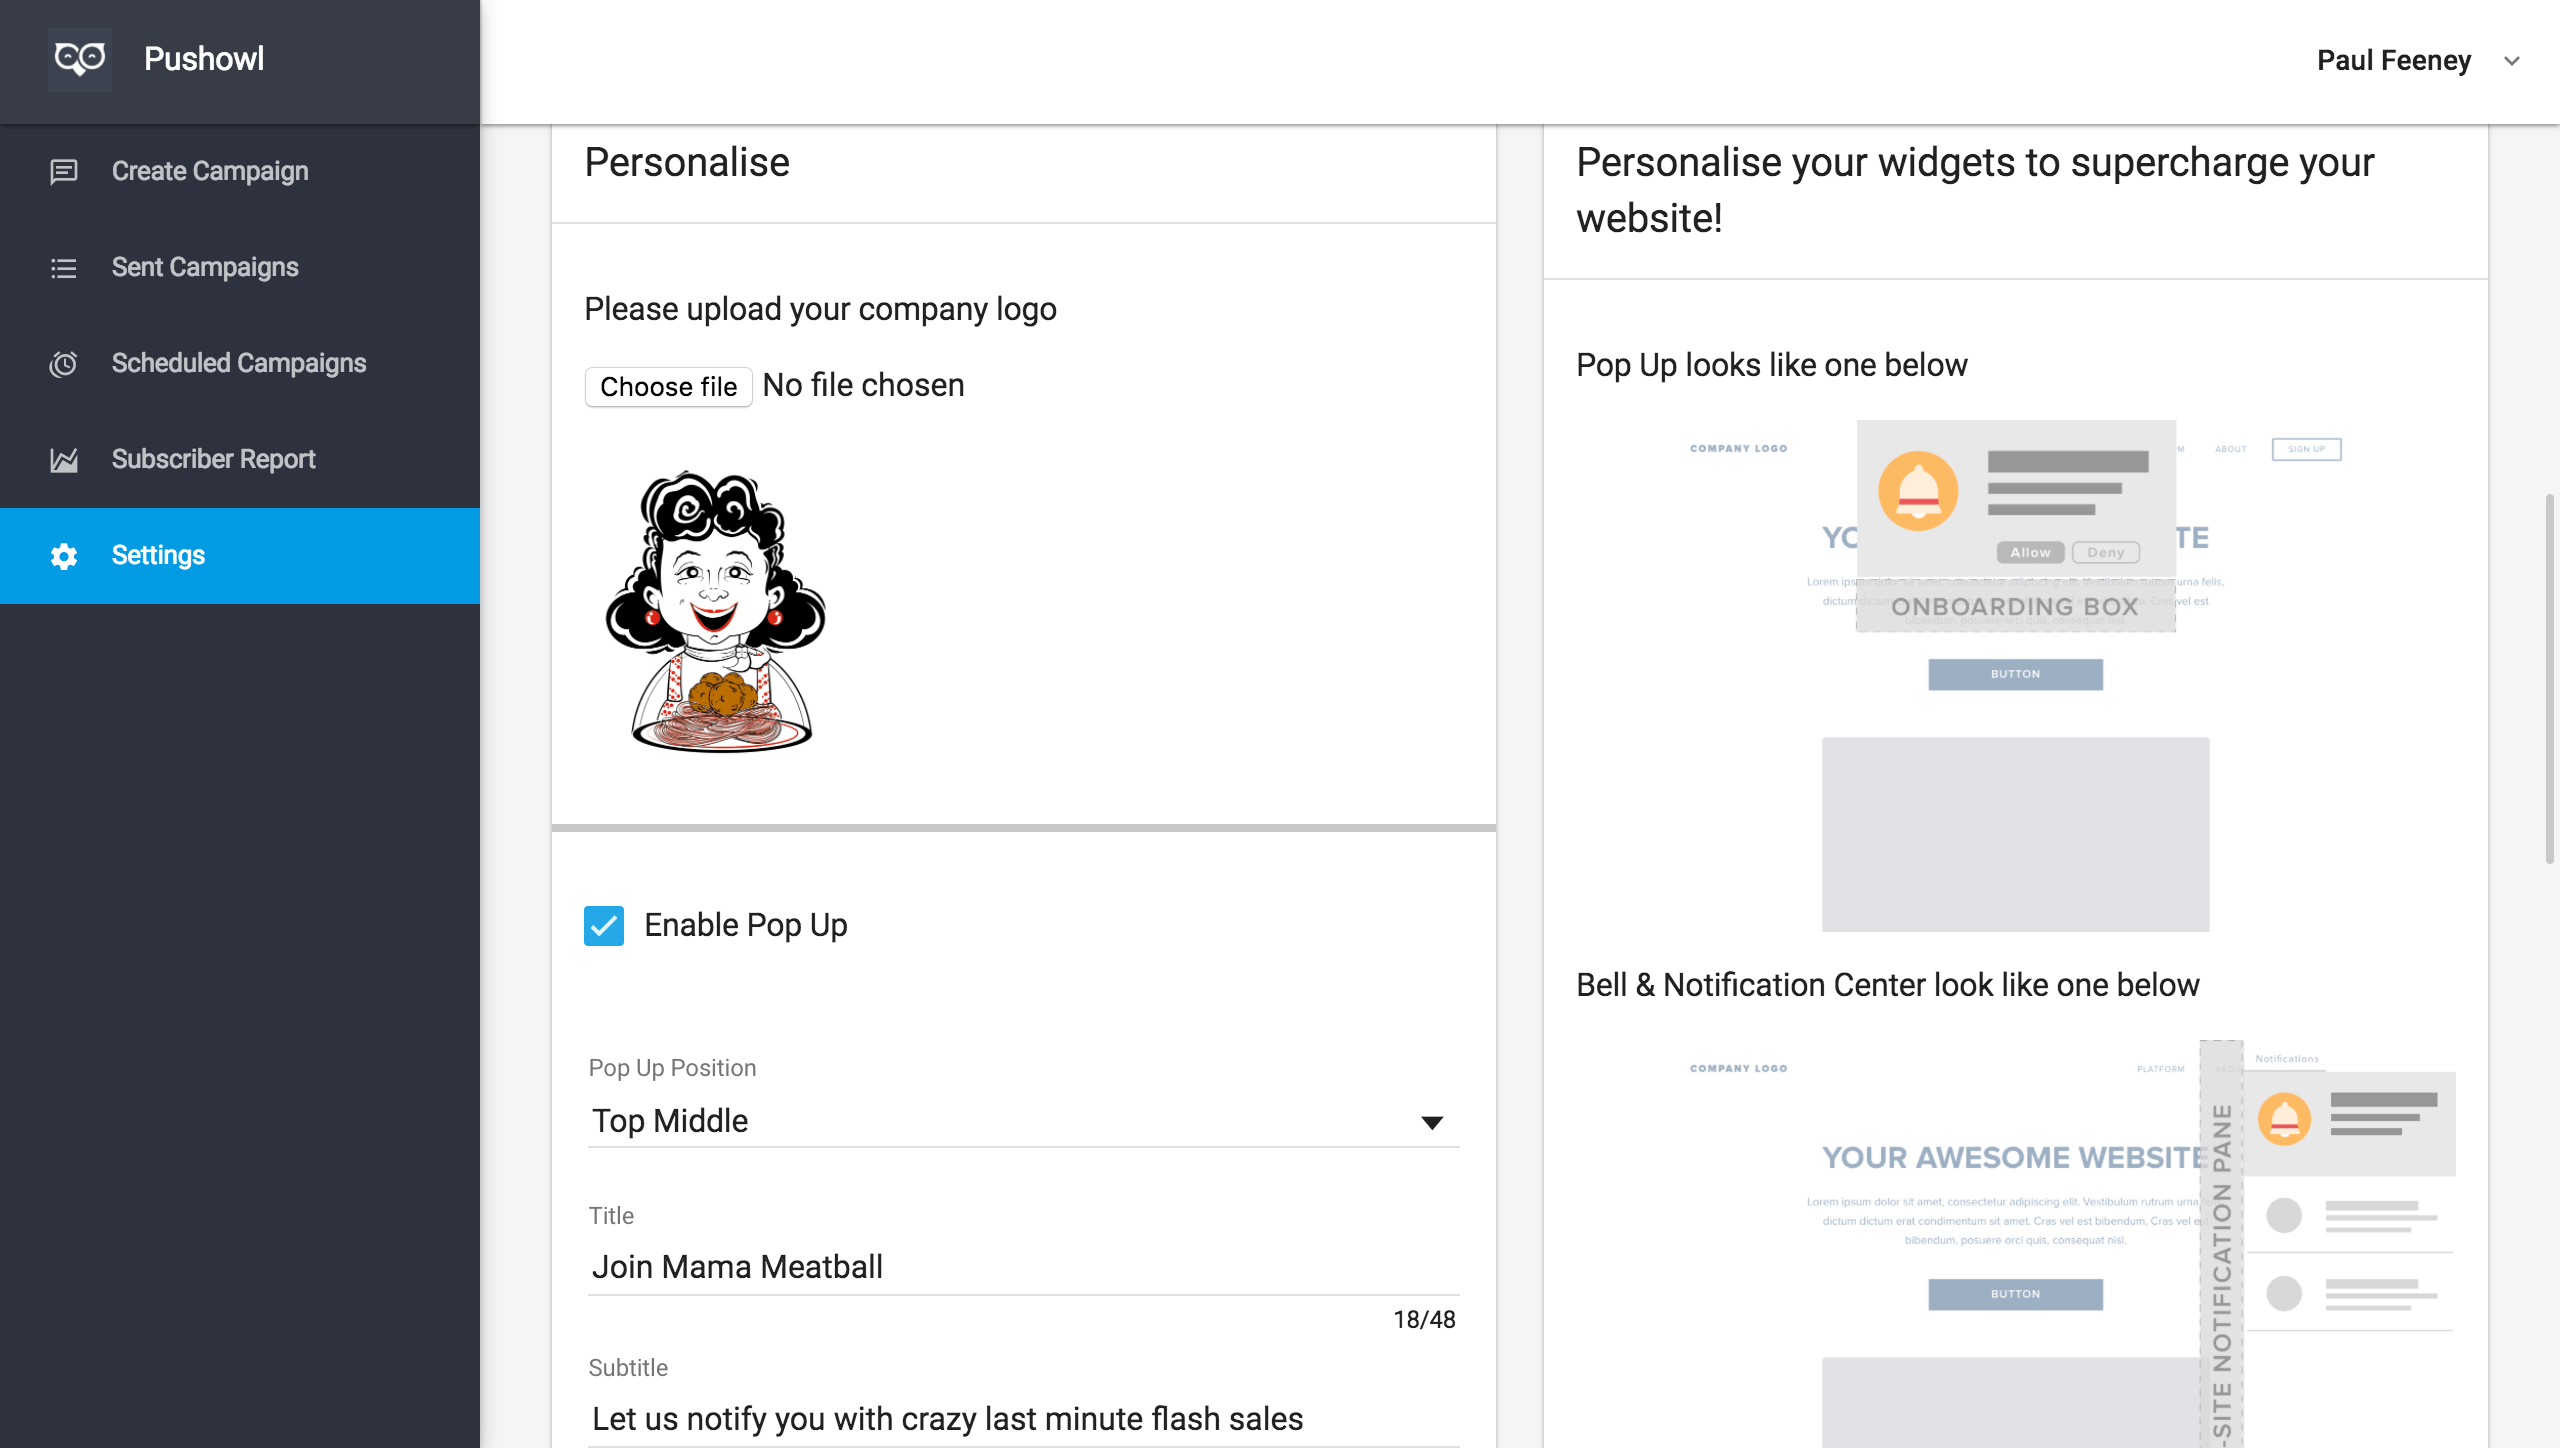 Pushowl
Paul Feeney
Create Campaign
Sent Campaigns
Scheduled Campaigns
Subscriber Report
Settings
Personalise
Please upload your company logo
Choose file No file chosen
Enable Pop Up
Pop Up Position
Top Middle
Title
Join Mama Meatball
18/48
Subtitle
Let us notify you with crazy last minute flash sales
Personalise your widgets to supercharge your
website!
Pop Up looks like one below
COMPANY LOGO
M ABOUT SIGN UP
Allow Deny
YO TE
ONBOARDING BOX
BUTTON
Bell & Notification Center look like one below
COMPANY LOGO
PLATFORM
Notifications
YOUR AWESOME WEBSITE
Lorem ipsum dolor sit amet, consectetur adipiscing elit. Vestibulum rutrum urna
dictum dictum erat condimentum sit amet. Cras vel est bibendum, Cras vel est
bibendum, posuere orci quis, consequat nisl.
BUTTON
-SITE NOTIFICATION PANE